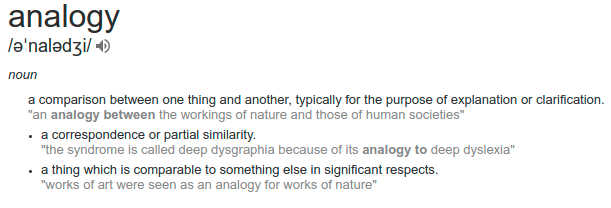 analogy
/əˈnalədʒi/
noun
a comparison between one thing and another, typically for the purpose of explanation or clarification.
"an analogy between the workings of nature and those of human societies"
• a correspondence or partial similarity.
"the syndrome is called deep dysgraphia because of its analogy to deep dyslexia"
• a thing which is comparable to something else in significant respects.
"works of art were seen as an analogy for works of nature"